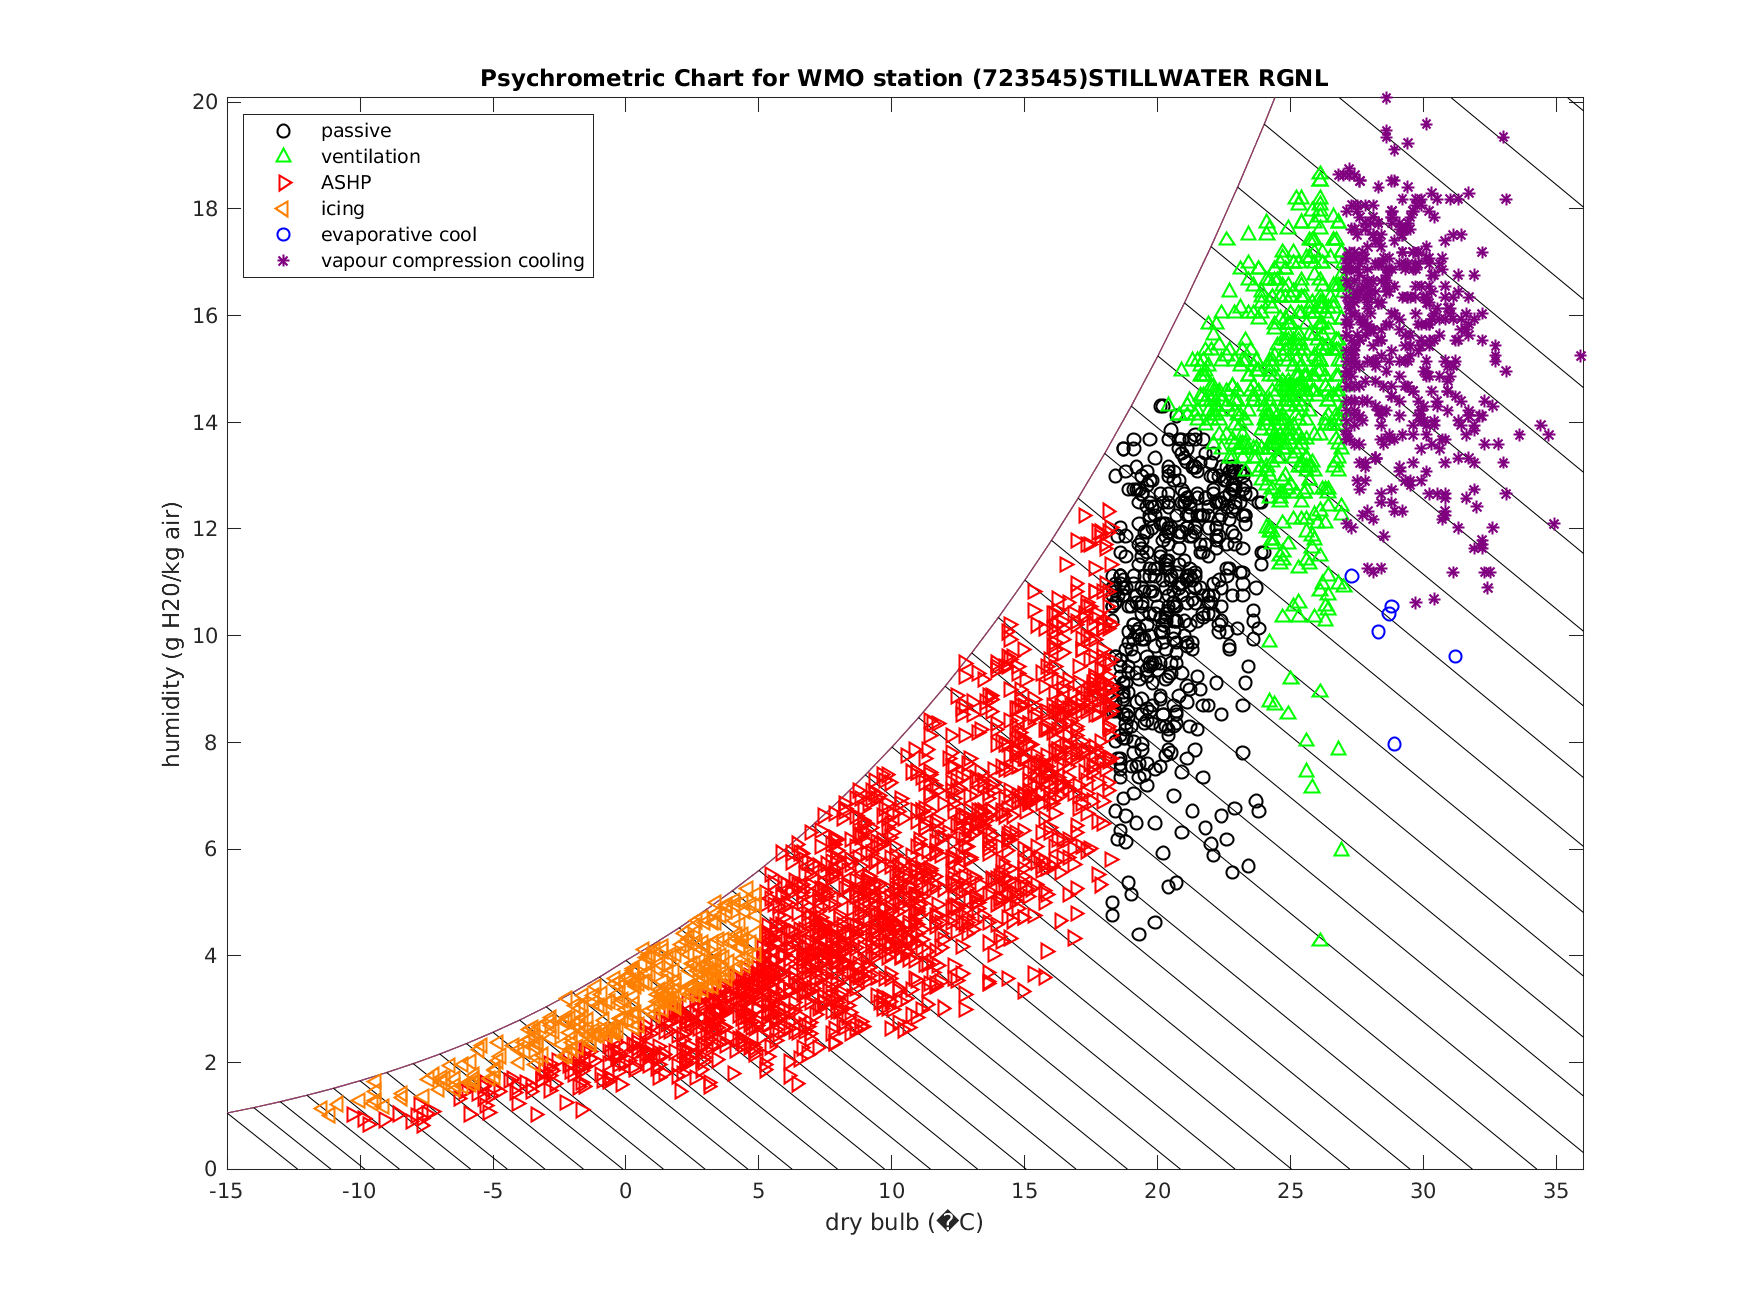 Psychrometric Chart for WMO station (723545)STILLWATER RGNL
passive
ventilation
ASHP
icing
evaporative cool
vapour compression cooling
humidity (g H20/kg air)
20
18
16
14
12
10
8
6
4
2
0
-15 -10 -5 0 5 10 15 20 25 30 35
dry bulb (�C)